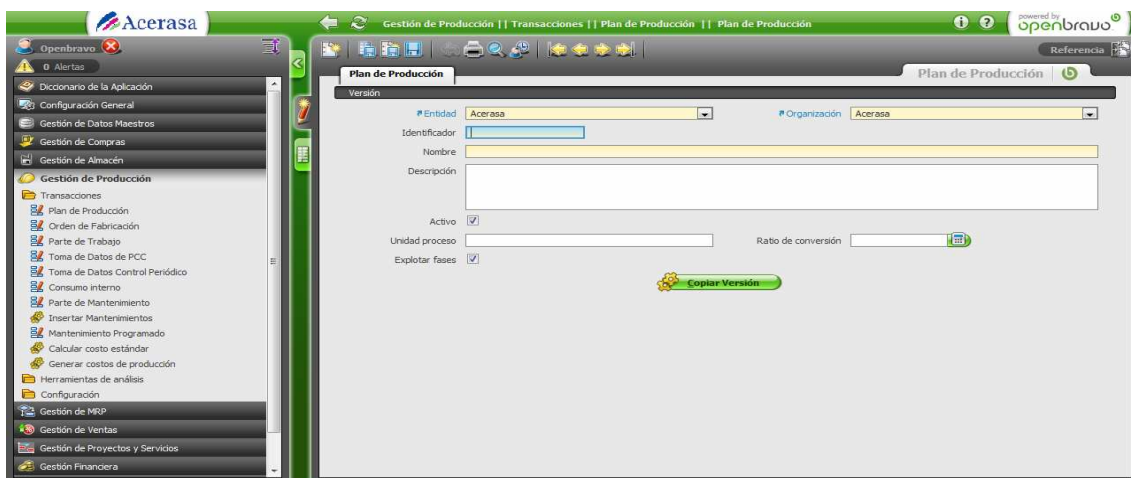 Acerasa
Gestión de Producción || Transacciones || Plan de Producción || Plan de Producción
powered by
openbravo
Openbravo
0 Alertas
Referencia
Plan de Producción
Plan de Producción
Versión
Diccionario de la Aplicación
Configuración General
Gestión de Datos Maestros
Gestión de Compras
Gestión de Almacén
Gestión de Producción
Transacciones
Plan de Producción
Orden de Fabricación
Parte de Trabajo
Toma de Datos de PCC
Toma de Datos Control Periódico
Consumo interno
Parte de Mantenimiento
Insertar Mantenimientos
Mantenimiento Programado
Calcular costo estándar
Generar costos de producción
Herramientas de análisis
Configuración
Gestión de MRP
Gestión de Ventas
Gestión de Proyectos y Servicios
Gestión Financiera
Entidad Acerasa Organización Acerasa
Identificador
Nombre
Descripción
Activo
Unidad proceso Ratio de conversión
Explotar fases
Copiar Versión